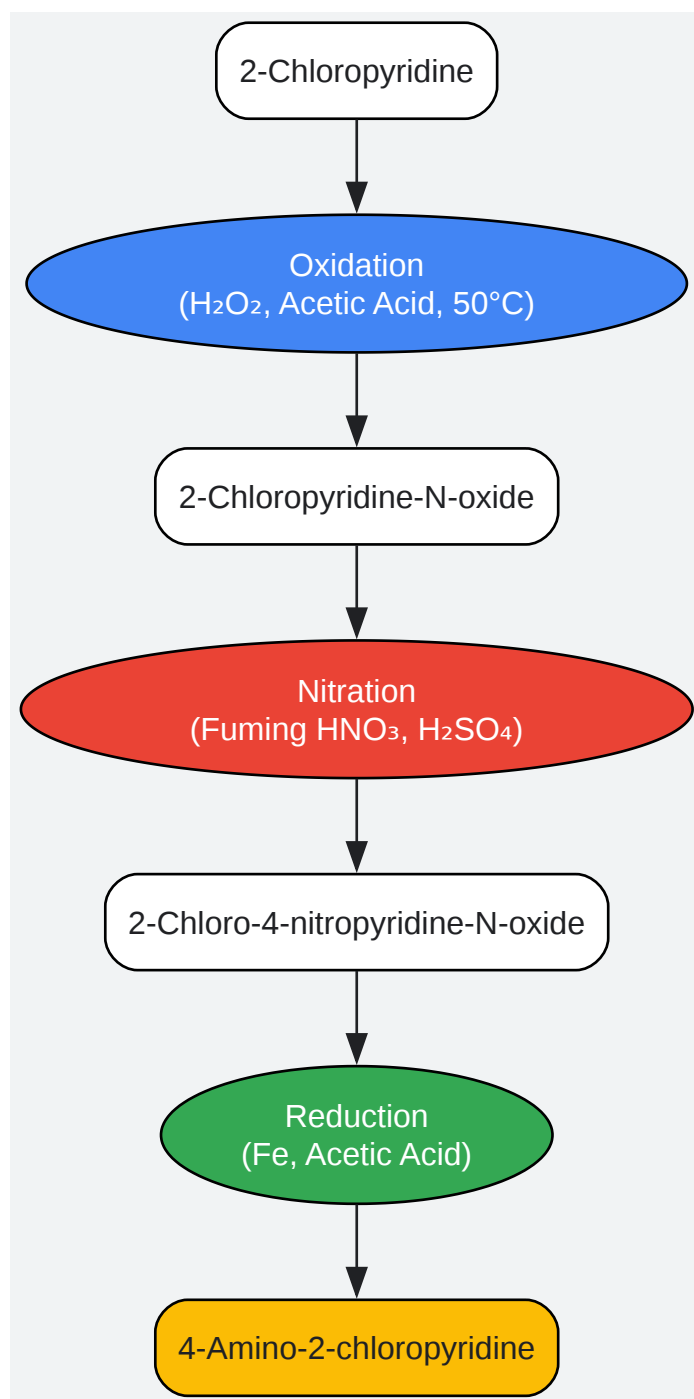 2-Chloropyridine
Oxidation
(H₂O₂, Acetic Acid, 50°C)
2-Chloropyridine-N-oxide
Nitration
(Fuming HNO₃, H₂SO₄)
2-Chloro-4-nitropyridine-N-oxide
Reduction
(Fe, Acetic Acid)
4-Amino-2-chloropyridine